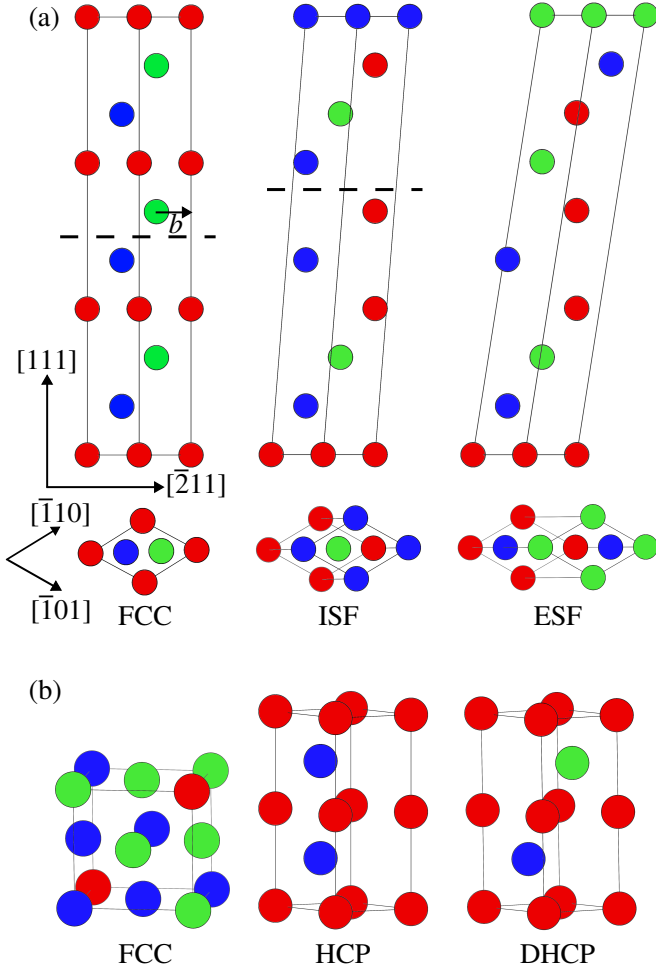 (a)
b
[111]
[2̅11]
[1̅10]
[1̅01]
FCC
ISF
ESF
(b)
FCC
HCP
DHCP